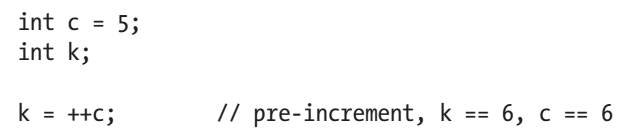 int c = 5;
int k;
k = ++c; // pre-increment, k == 6, c == 6